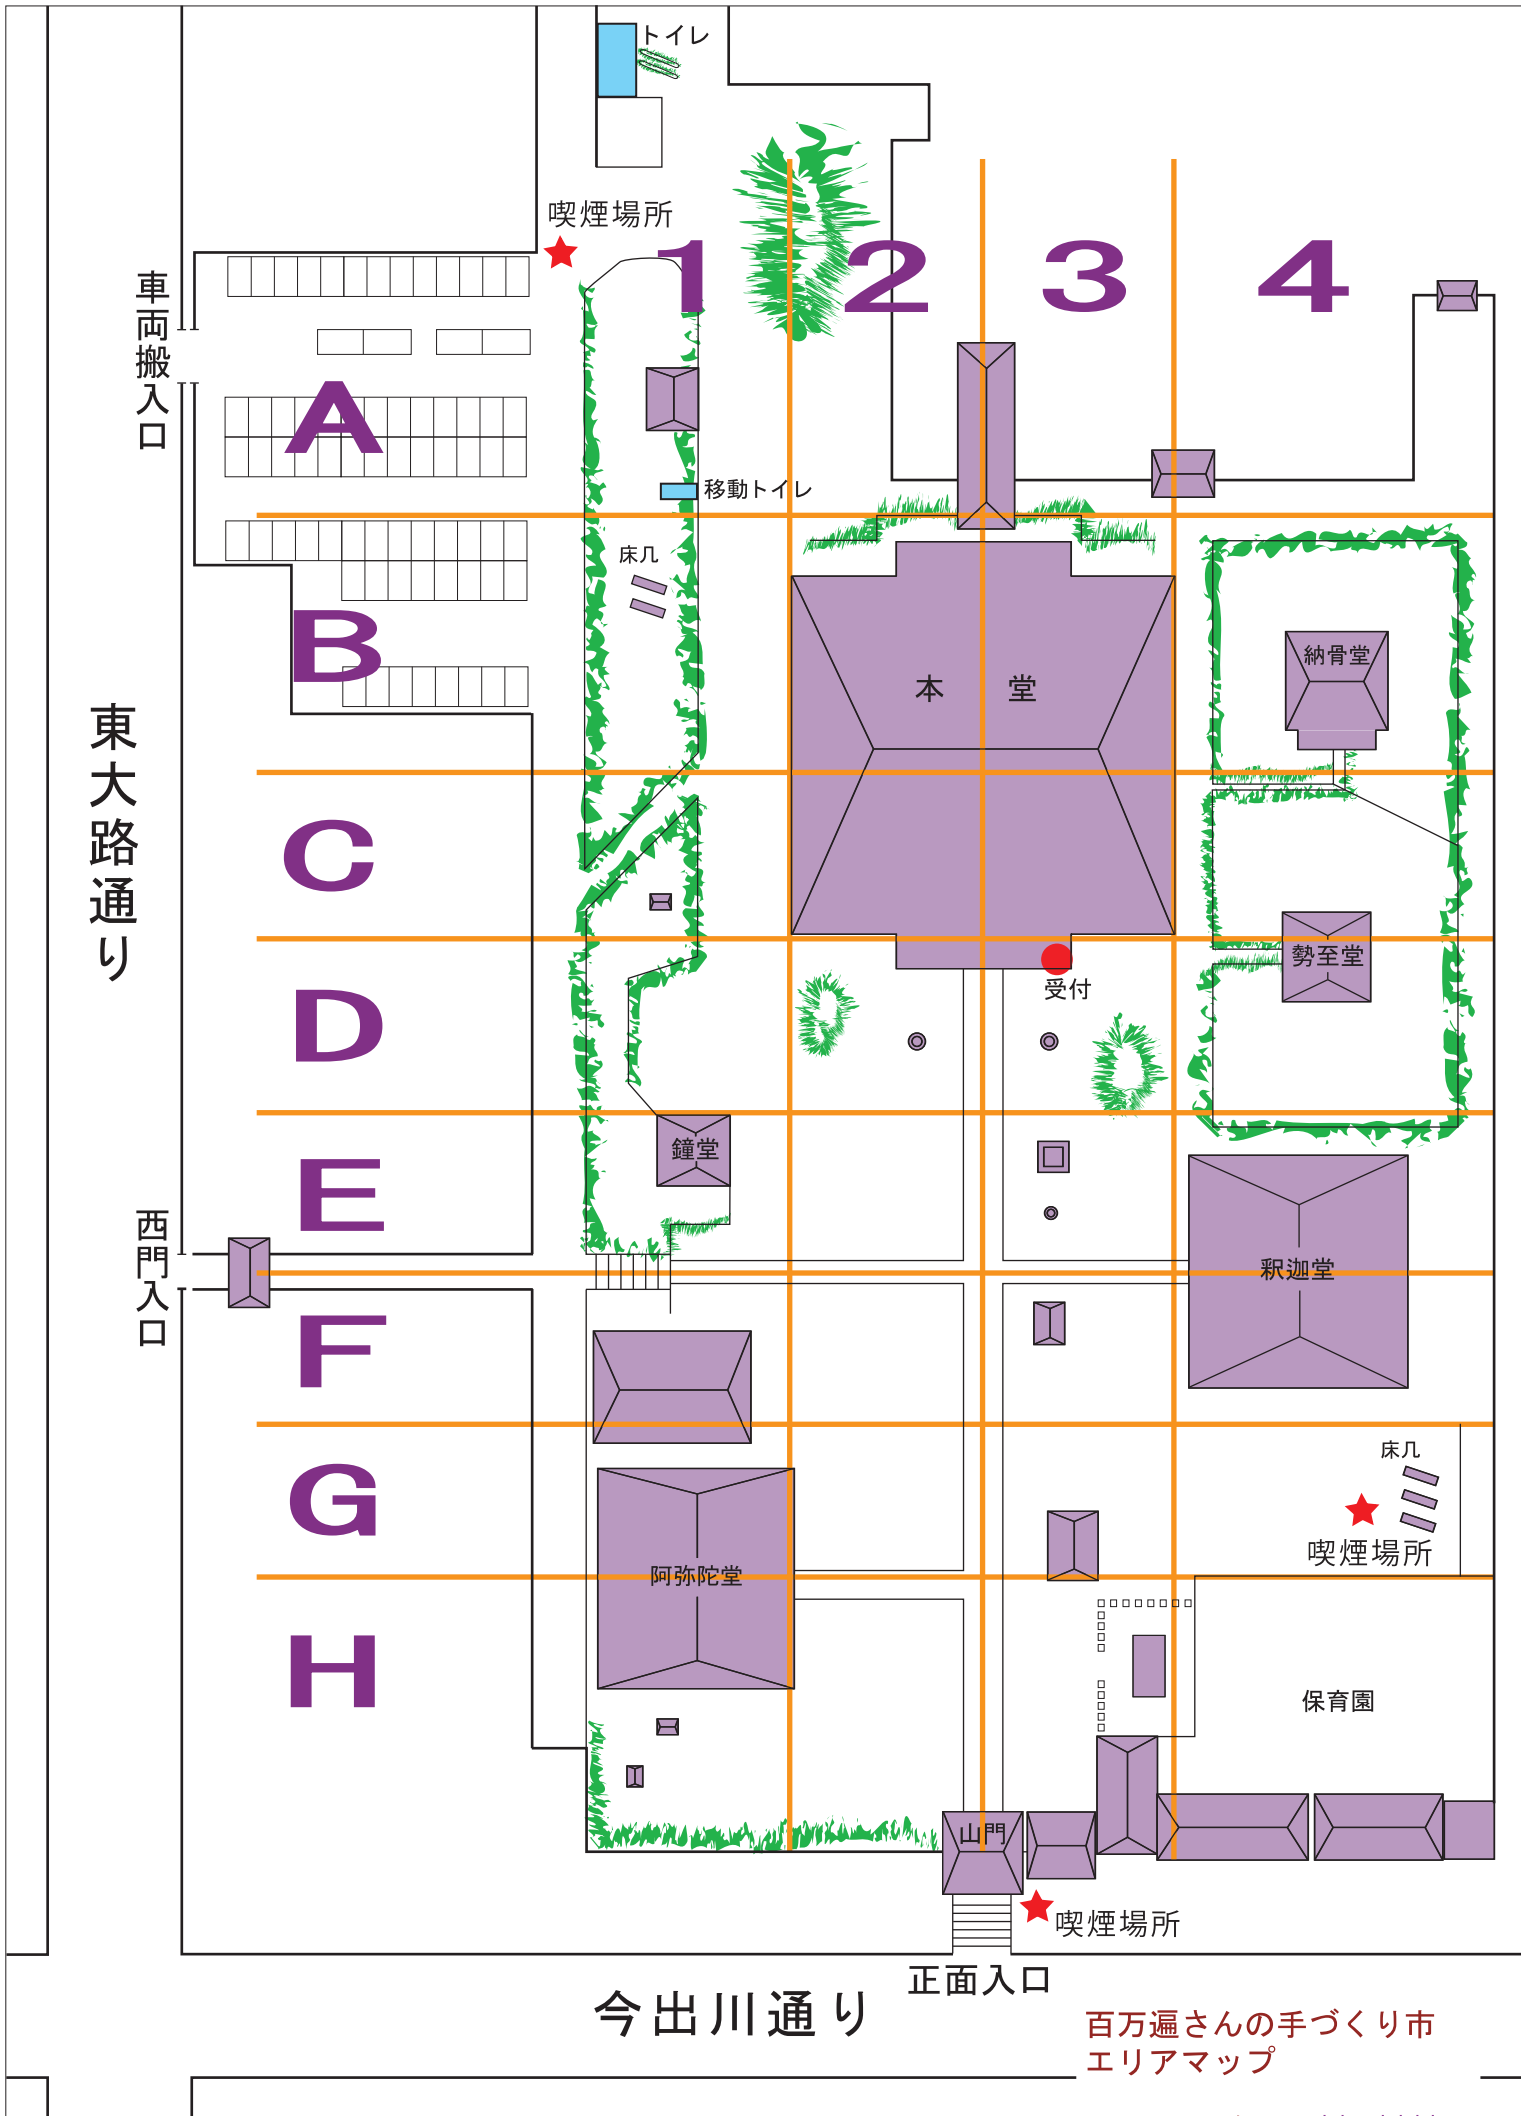 トイレ
喫煙場所
1 2 3 4
車両搬入口
A
移動トイレ
床几
B
納骨堂
本堂
東大路通り
C
勢至堂
受付
D
鐘堂
E
西門入口
釈迦堂
F
床几
G
喫煙場所
阿弥陀堂
H
保育園
山門
喫煙場所
正面入口
今出川通り
百万遍さんの手づくり市
エリアマップ